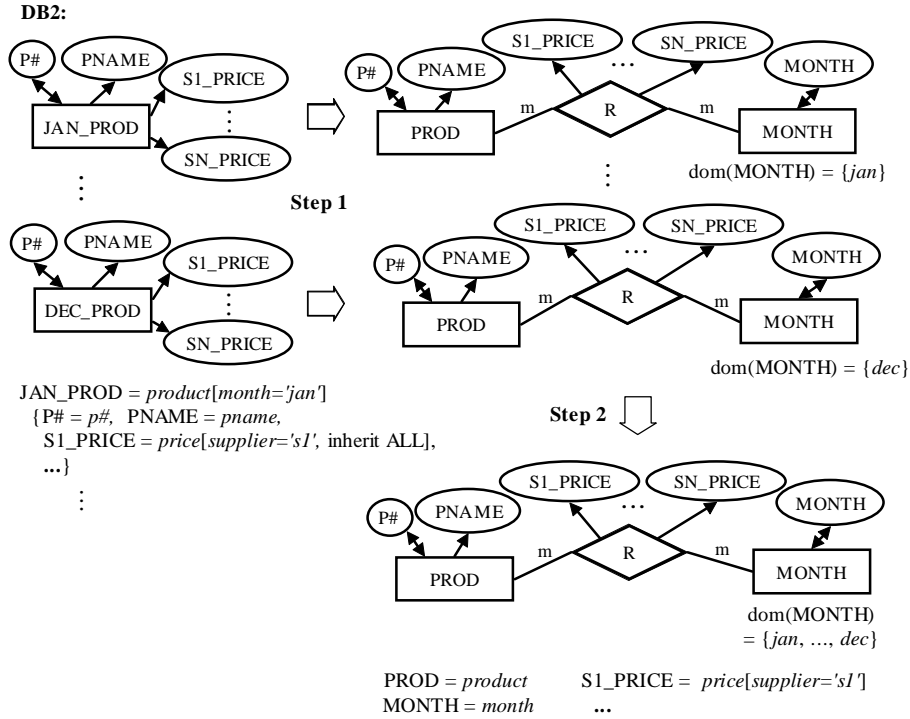 DB2:
P#
PNAME
S1_PRICE
JAN_PROD
SN_PRICE
P#
PNAME
S1_PRICE
...
SN_PRICE
MONTH
PROD
m
R
m
MONTH
dom(MONTH) = {jan}
Step 1
P#
PNAME
S1_PRICE
DEC_PROD
SN_PRICE
P#
PNAME
S1_PRICE
...
SN_PRICE
MONTH
PROD
m
R
m
MONTH
dom(MONTH) = {dec}
JAN_PROD = product[month='jan']
{P# = p#, PNAME = pname,
S1_PRICE = price[supplier='s1', inherit ALL],
...}
Step 2
P#
PNAME
S1_PRICE
...
SN_PRICE
MONTH
PROD
m
R
m
MONTH
dom(MONTH)
= {jan, ..., dec}
PROD = product S1_PRICE = price[supplier='s1']
MONTH = month ...